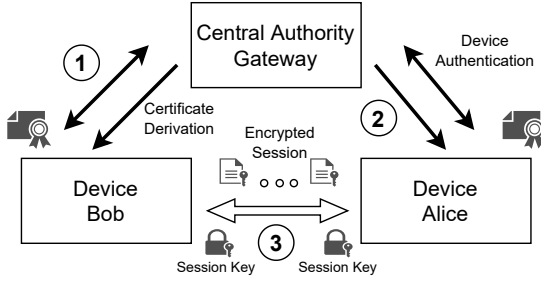 Central Authority
Gateway
1
Device
Authentication
Certificate
Derivation
2
Encrypted
Session
Device
Bob
Device
Alice
3
Session Key
Session Key